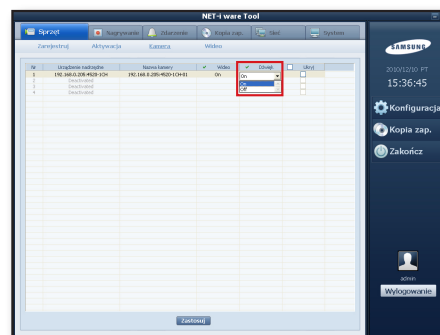 NET-i ware Tool
Sprzęt Nagrywanie Zdarzenie Kopia zap. Sieć System
Zarejestruj Aktywacja Kamera Wideo
SAMSUNG
2010/12/10 PT
15:36:45
Nr Urządzenie nadrzędne Nazwa kamery Wideo Dźwięk Ukryj
1 192.168.0.205:4520-1CH 192.168.0.205:4520-1CH-01 On On
2 Deactivated On
3 Deactivated Off
4 Deactivated
Konfiguracja
Kopia zap.
Zakończ
admin
Wylogowanie
Zastosuj